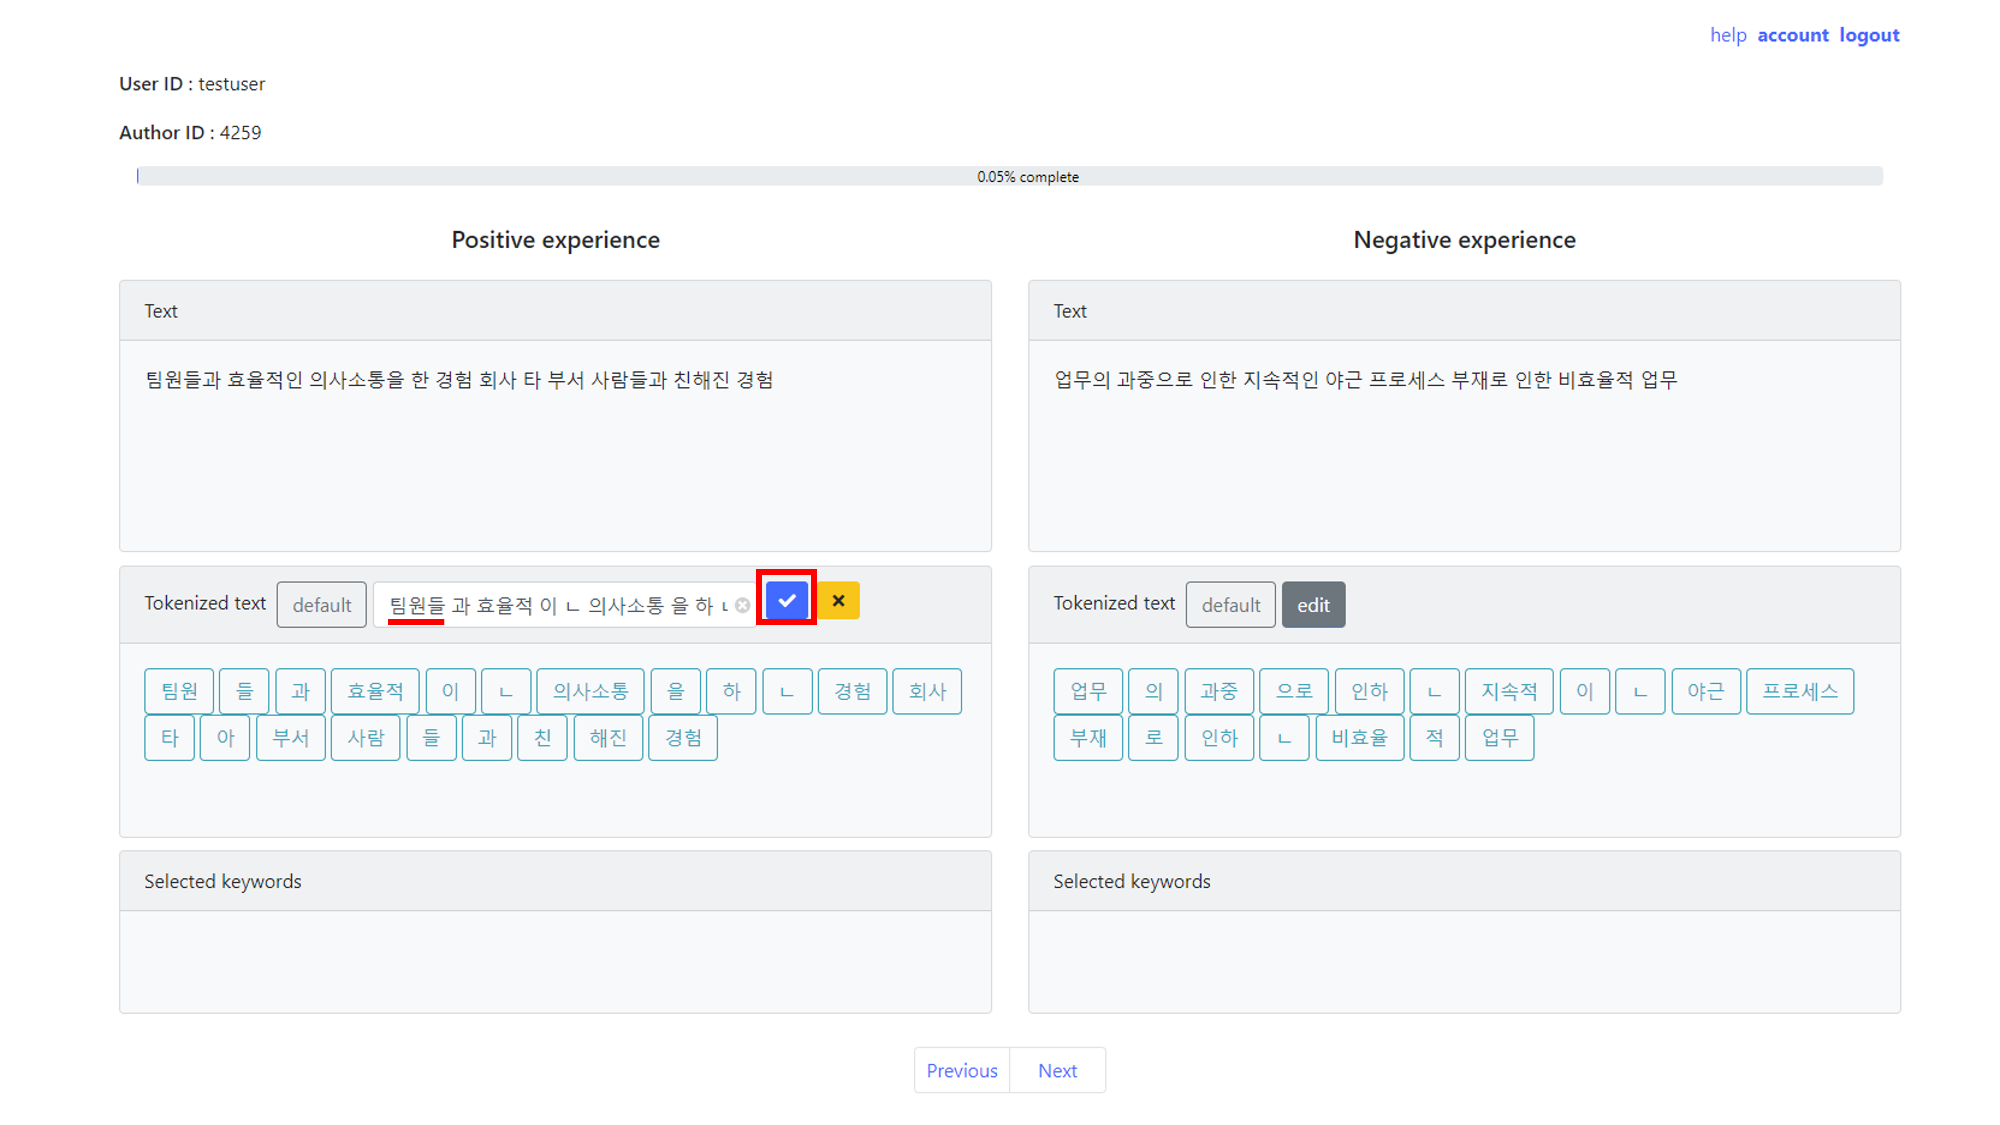 help account logout
User ID : testuser
Author ID : 4259
0.05% complete
Positive experience
Text
팀원들과 효율적인 의사소통을 한 경험 회사 타 부서 사람들과 친해진 경험
Tokenized text default 팀원들 과 효율적 이 ㄴ 의사소통 을 하
팀원 들 과 효율적 이 ㄴ 의사소통 을 하 ㄴ 경험 회사
타 아 부서 사람 들 과 친 해진 경험
Selected keywords
Negative experience
Text
업무의 과중으로 인한 지속적인 야근 프로세스 부재로 인한 비효율적 업무
Tokenized text default edit
업무 의 과중 으로 인하 ㄴ 지속적 이 ㄴ 야근 프로세스
부재 로 인하 ㄴ 비효율 적 업무
Selected keywords
Previous Next